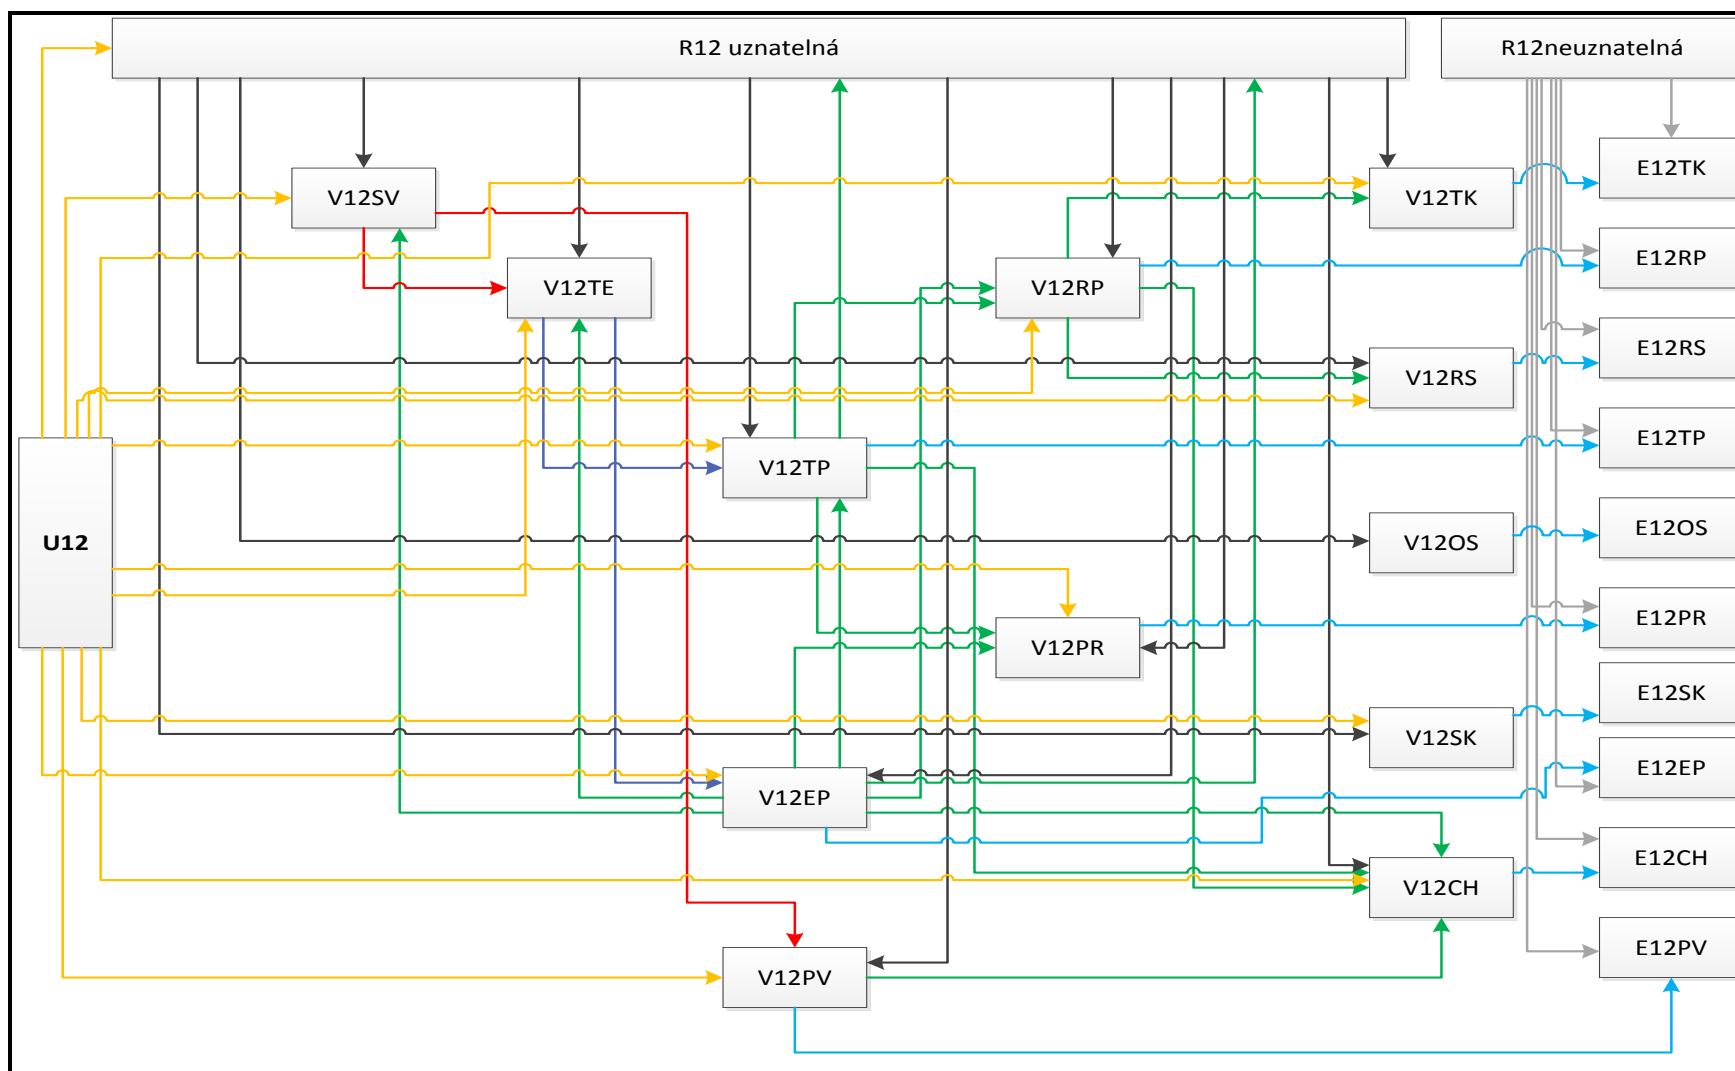 R12 uznatelná
R12neuznatelná
E12TK
V12SV
V12TK
E12RP
V12TE
V12RP
E12RS
V12RS
E12TP
V12TP
U12
E12OS
V12OS
E12PR
V12PR
E12SK
V12SK
E12EP
V12EP
E12CH
V12CH
E12PV
V12PV